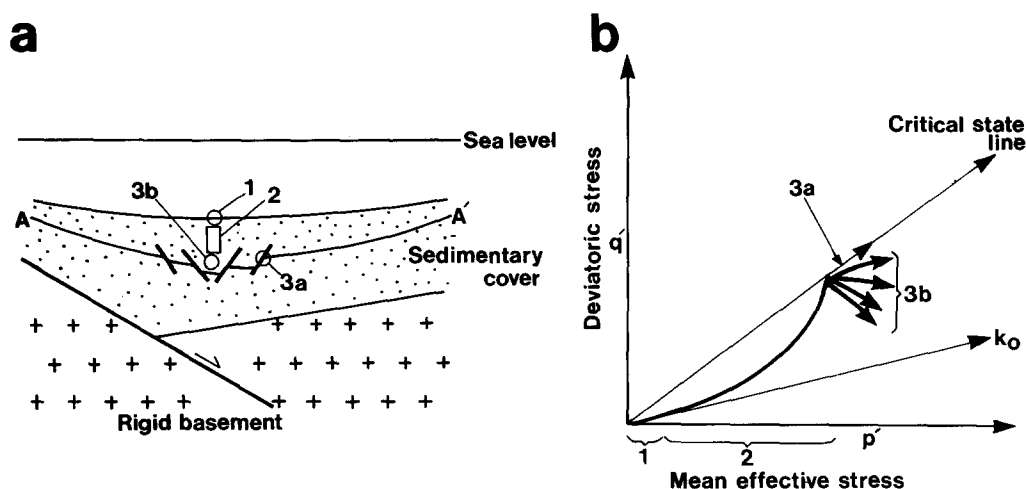 a
Sea level
3b
1
2
A
A′
Sedimentary
cover
3a
Rigid basement
b
Critical state
line
3a
Deviatoric stress
q′
3b
k₀
1
2
p′
Mean effective stress